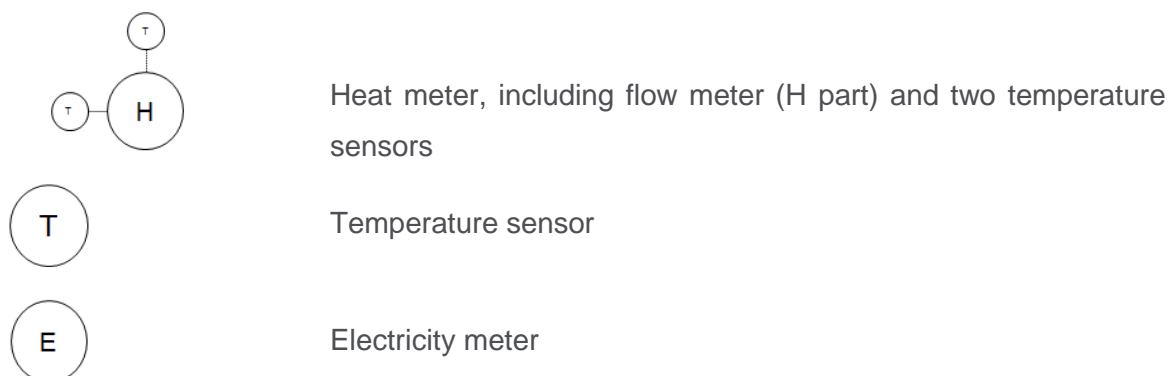 T
T
H
Heat meter, including flow meter (H part) and two temperature
sensors
T
Temperature sensor
E
Electricity meter